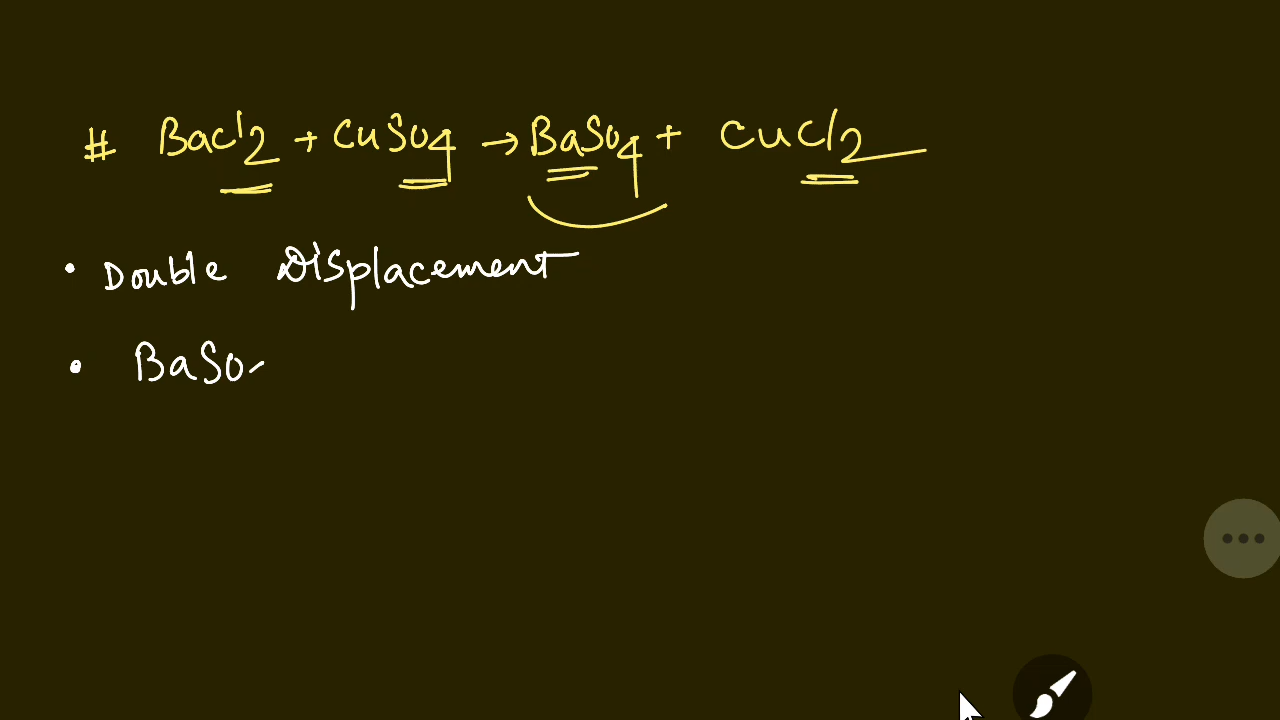 # BaCl2 + CuSO4 → BaSO4 + CuCl2
• Double Displacement
• BaSO